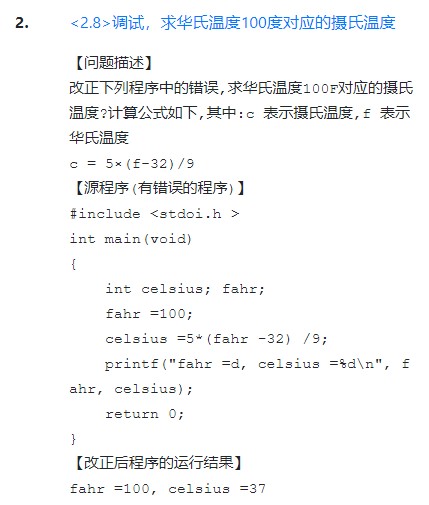 2. <2.8>调试，求华氏温度100度对应的摄氏温度
【问题描述】
改正下列程序中的错误,求华氏温度100F对应的摄氏
温度?计算公式如下,其中:c 表示摄氏温度,f 表示
华氏温度
c = 5×(f-32)/9
【源程序(有错误的程序)】
#include <stdoi.h >
int main(void)
{
    int celsius; fahr;
    fahr =100;
    celsius =5*(fahr -32) /9;
    printf("fahr =d, celsius =%d\n", f
ahr, celsius);
    return 0;
}
【改正后程序的运行结果】
fahr =100, celsius =37